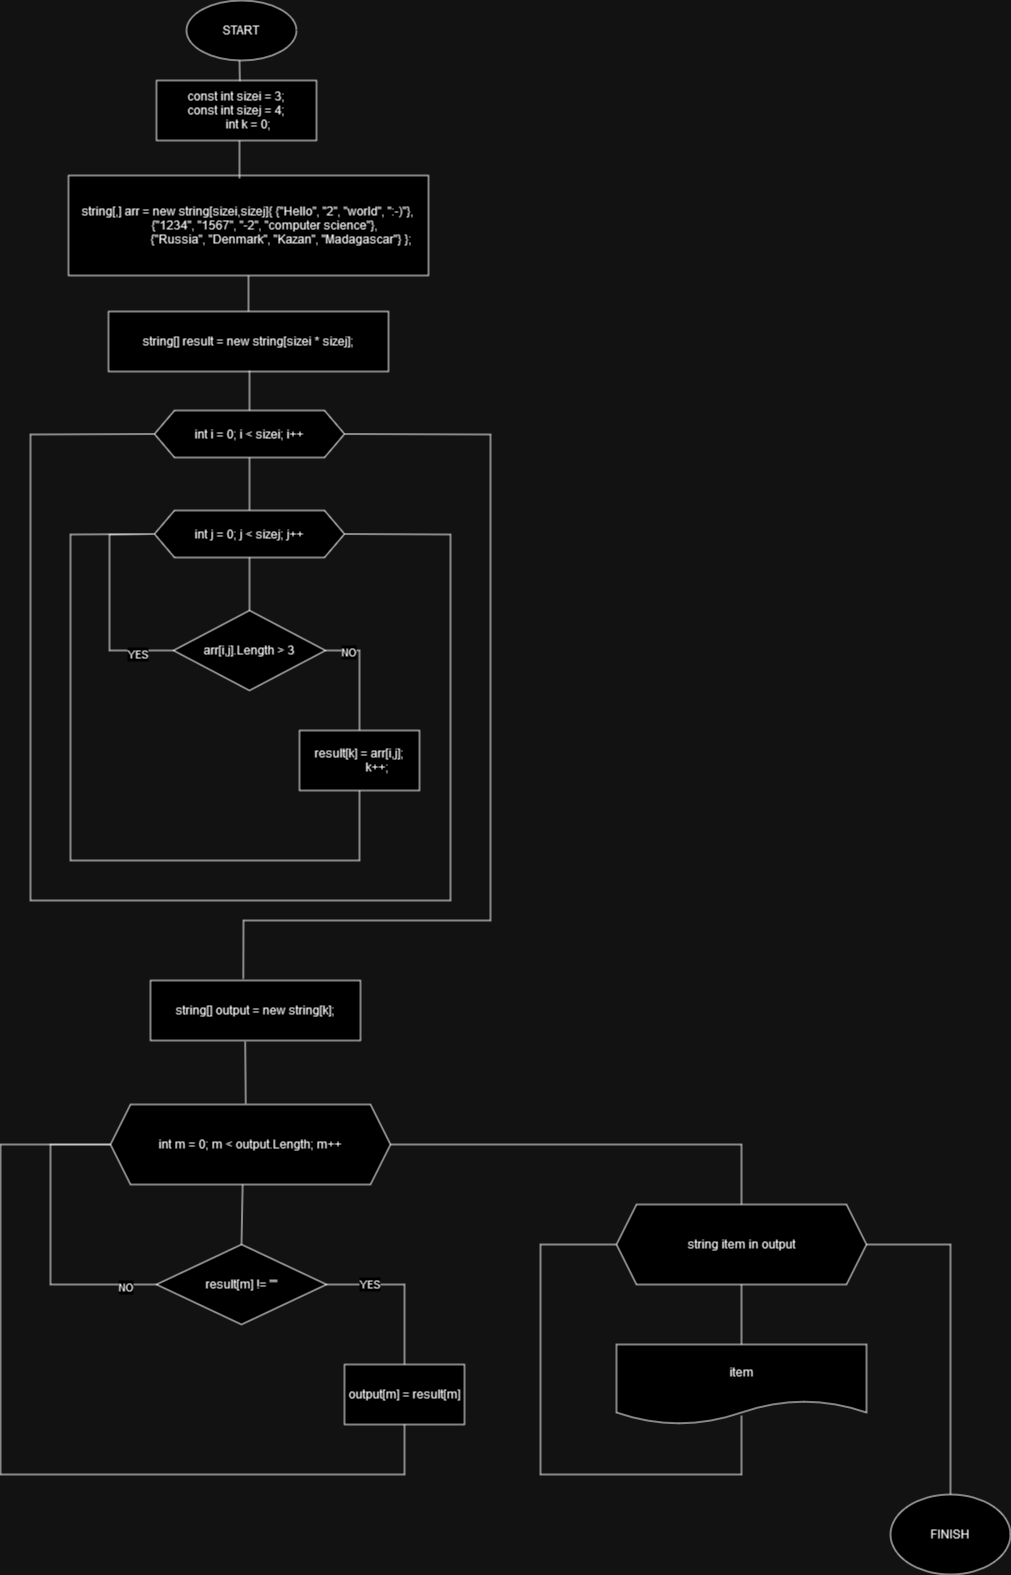 START
const int sizei = 3;
const int sizej = 4;
int k = 0;
string[,] arr = new string[sizei,sizej]{ {"Hello", "2", "world", ":-)"},
{"1234", "1567", "-2", "computer science"},
{"Russia", "Denmark", "Kazan", "Madagascar"} };
string[] result = new string[sizei * sizej];
int i = 0; i < sizei; i++
int j = 0; j < sizej; j++
arr[i,j].Length > 3
YES
NO
result[k] = arr[i,j];
k++;
string[] output = new string[k];
int m = 0; m < output.Length; m++
string item in output
result[m] != ""
NO
YES
item
output[m] = result[m]
FINISH